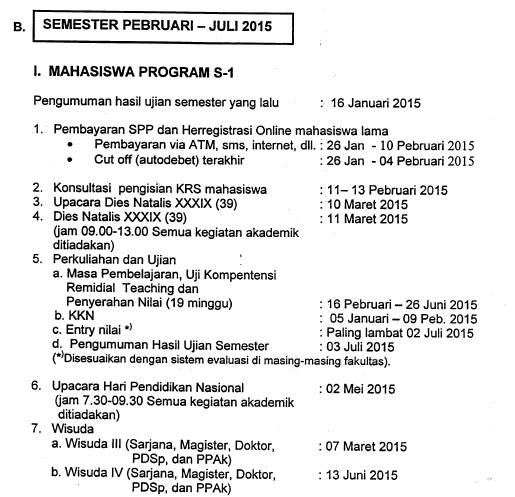 B. SEMESTER PEBRUARI – JULI 2015
I. MAHASISWA PROGRAM S-1
Pengumuman hasil ujian semester yang lalu : 16 Januari 2015
1. Pembayaran SPP dan Herregistrasi Online mahasiswa lama
• Pembayaran via ATM, sms, internet, dll. : 26 Jan - 10 Pebruari 2015
• Cut off (autodebet) terakhir : 26 Jan - 04 Pebruari 2015
2. Konsultasi pengisian KRS mahasiswa : 11– 13 Pebruari 2015
3. Upacara Dies Natalis XXXIX (39) : 10 Maret 2015
4. Dies Natalis XXXIX (39) : 11 Maret 2015
(jam 09.00-13.00 Semua kegiatan akademik
ditiadakan)
5. Perkuliahan dan Ujian
a. Masa Pembelajaran, Uji Kompentensi
Remidial Teaching dan
Penyerahan Nilai (19 minggu) : 16 Pebruari – 26 Juni 2015
b. KKN : 05 Januari – 09 Peb. 2015
c. Entry nilai *) : Paling lambat 02 Juli 2015
d. Pengumuman Hasil Ujian Semester : 03 Juli 2015
(*)Disesuaikan dengan sistem evaluasi di masing-masing fakultas).
6. Upacara Hari Pendidikan Nasional : 02 Mei 2015
(jam 7.30-09.30 Semua kegiatan akademik
ditiadakan)
7. Wisuda
a. Wisuda III (Sarjana, Magister, Doktor, : 07 Maret 2015
PDSp, dan PPAk)
b. Wisuda IV (Sarjana, Magister, Doktor, : 13 Juni 2015
PDSp, dan PPAk)